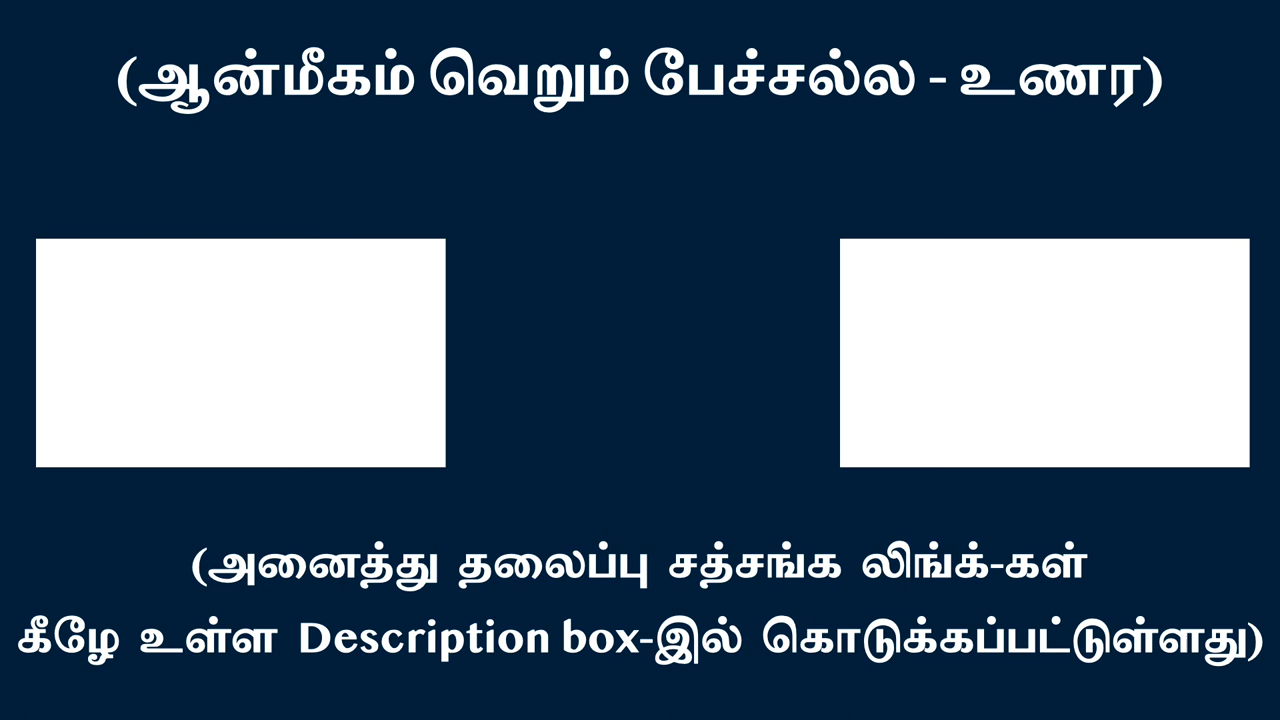 (ஆன்மீகம் வெறும் பேச்சல்ல - உணர)
(அனைத்து தலைப்பு சத்சங்க லிங்க்-கள்
கீழே உள்ள Description box-இல் கொடுக்கப்பட்டுள்ளது)